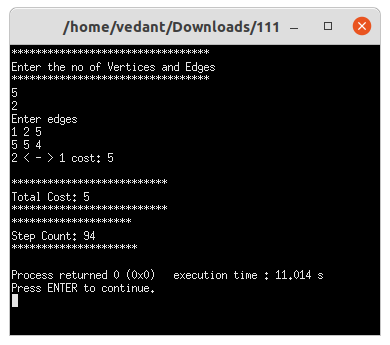 /home/vedant/Downloads/111
*********************************
Enter the no of Vertices and Edges
*********************************
5
2
Enter edges
1 2 5
5 5 4
2 < - > 1 cost: 5
**************************
Total Cost: 5
**************************
********************
Step Count: 94
*********************
Process returned 0 (0x0)   execution time : 11.014 s
Press ENTER to continue.